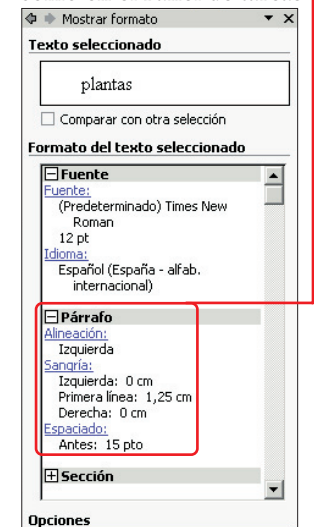 Mostrar formato
Texto seleccionado
plantas
Comparar con otra selección
Formato del texto seleccionado
Fuente
Fuente:
(Predeterminado) Times New
Roman
12 pt
Idioma:
Español (España - alfab.
internacional)
Párrafo
Alineación:
Izquierda
Sangría:
Izquierda: 0 cm
Primera línea: 1,25 cm
Derecha: 0 cm
Espaciado:
Antes: 15 pto
Sección
Opciones